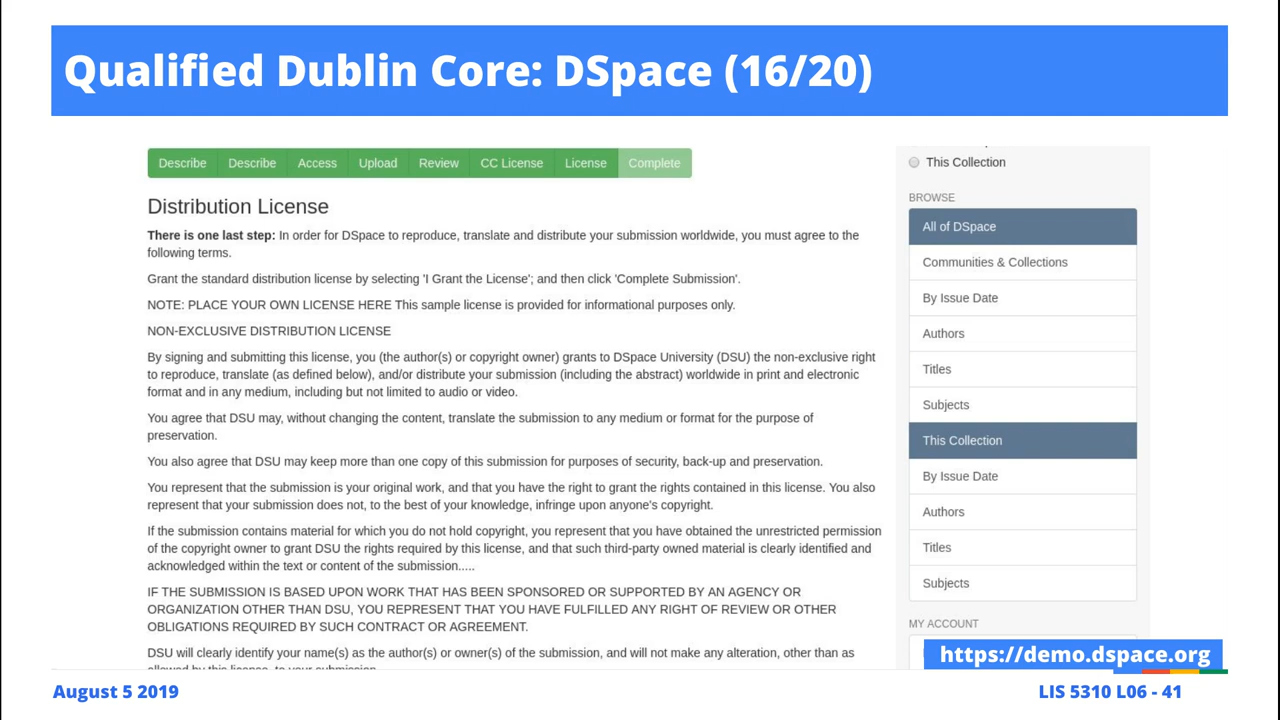 Qualified Dublin Core: DSpace (16/20)
Describe Describe Access Upload Review CC License License Complete
Distribution License
There is one last step: In order for DSpace to reproduce, translate and distribute your submission worldwide, you must agree to the
following terms.
Grant the standard distribution license by selecting 'I Grant the License'; and then click 'Complete Submission'.
NOTE: PLACE YOUR OWN LICENSE HERE This sample license is provided for informational purposes only.
NON-EXCLUSIVE DISTRIBUTION LICENSE
By signing and submitting this license, you (the author(s) or copyright owner) grants to DSpace University (DSU) the non-exclusive right
to reproduce, translate (as defined below), and/or distribute your submission (including the abstract) worldwide in print and electronic
format and in any medium, including but not limited to audio or video.
You agree that DSU may, without changing the content, translate the submission to any medium or format for the purpose of
preservation.
You also agree that DSU may keep more than one copy of this submission for purposes of security, back-up and preservation.
You represent that the submission is your original work, and that you have the right to grant the rights contained in this license. You also
represent that your submission does not, to the best of your knowledge, infringe upon anyone's copyright.
If the submission contains material for which you do not hold copyright, you represent that you have obtained the unrestricted permission
of the copyright owner to grant DSU the rights required by this license, and that such third-party owned material is clearly identified and
acknowledged within the text or content of the submission.....
IF THE SUBMISSION IS BASED UPON WORK THAT HAS BEEN SPONSORED OR SUPPORTED BY AN AGENCY OR
ORGANIZATION OTHER THAN DSU, YOU REPRESENT THAT YOU HAVE FULFILLED ANY RIGHT OF REVIEW OR OTHER
OBLIGATIONS REQUIRED BY SUCH CONTRACT OR AGREEMENT.
DSU will clearly identify your name(s) as the author(s) or owner(s) of the submission, and will not make any alteration, other than as
allowed by this license, to your submission.
This Collection
BROWSE
All of DSpace
Communities & Collections
By Issue Date
Authors
Titles
Subjects
This Collection
By Issue Date
Authors
Titles
Subjects
MY ACCOUNT
https://demo.dspace.org
August 5 2019
LIS 5310 L06 - 41